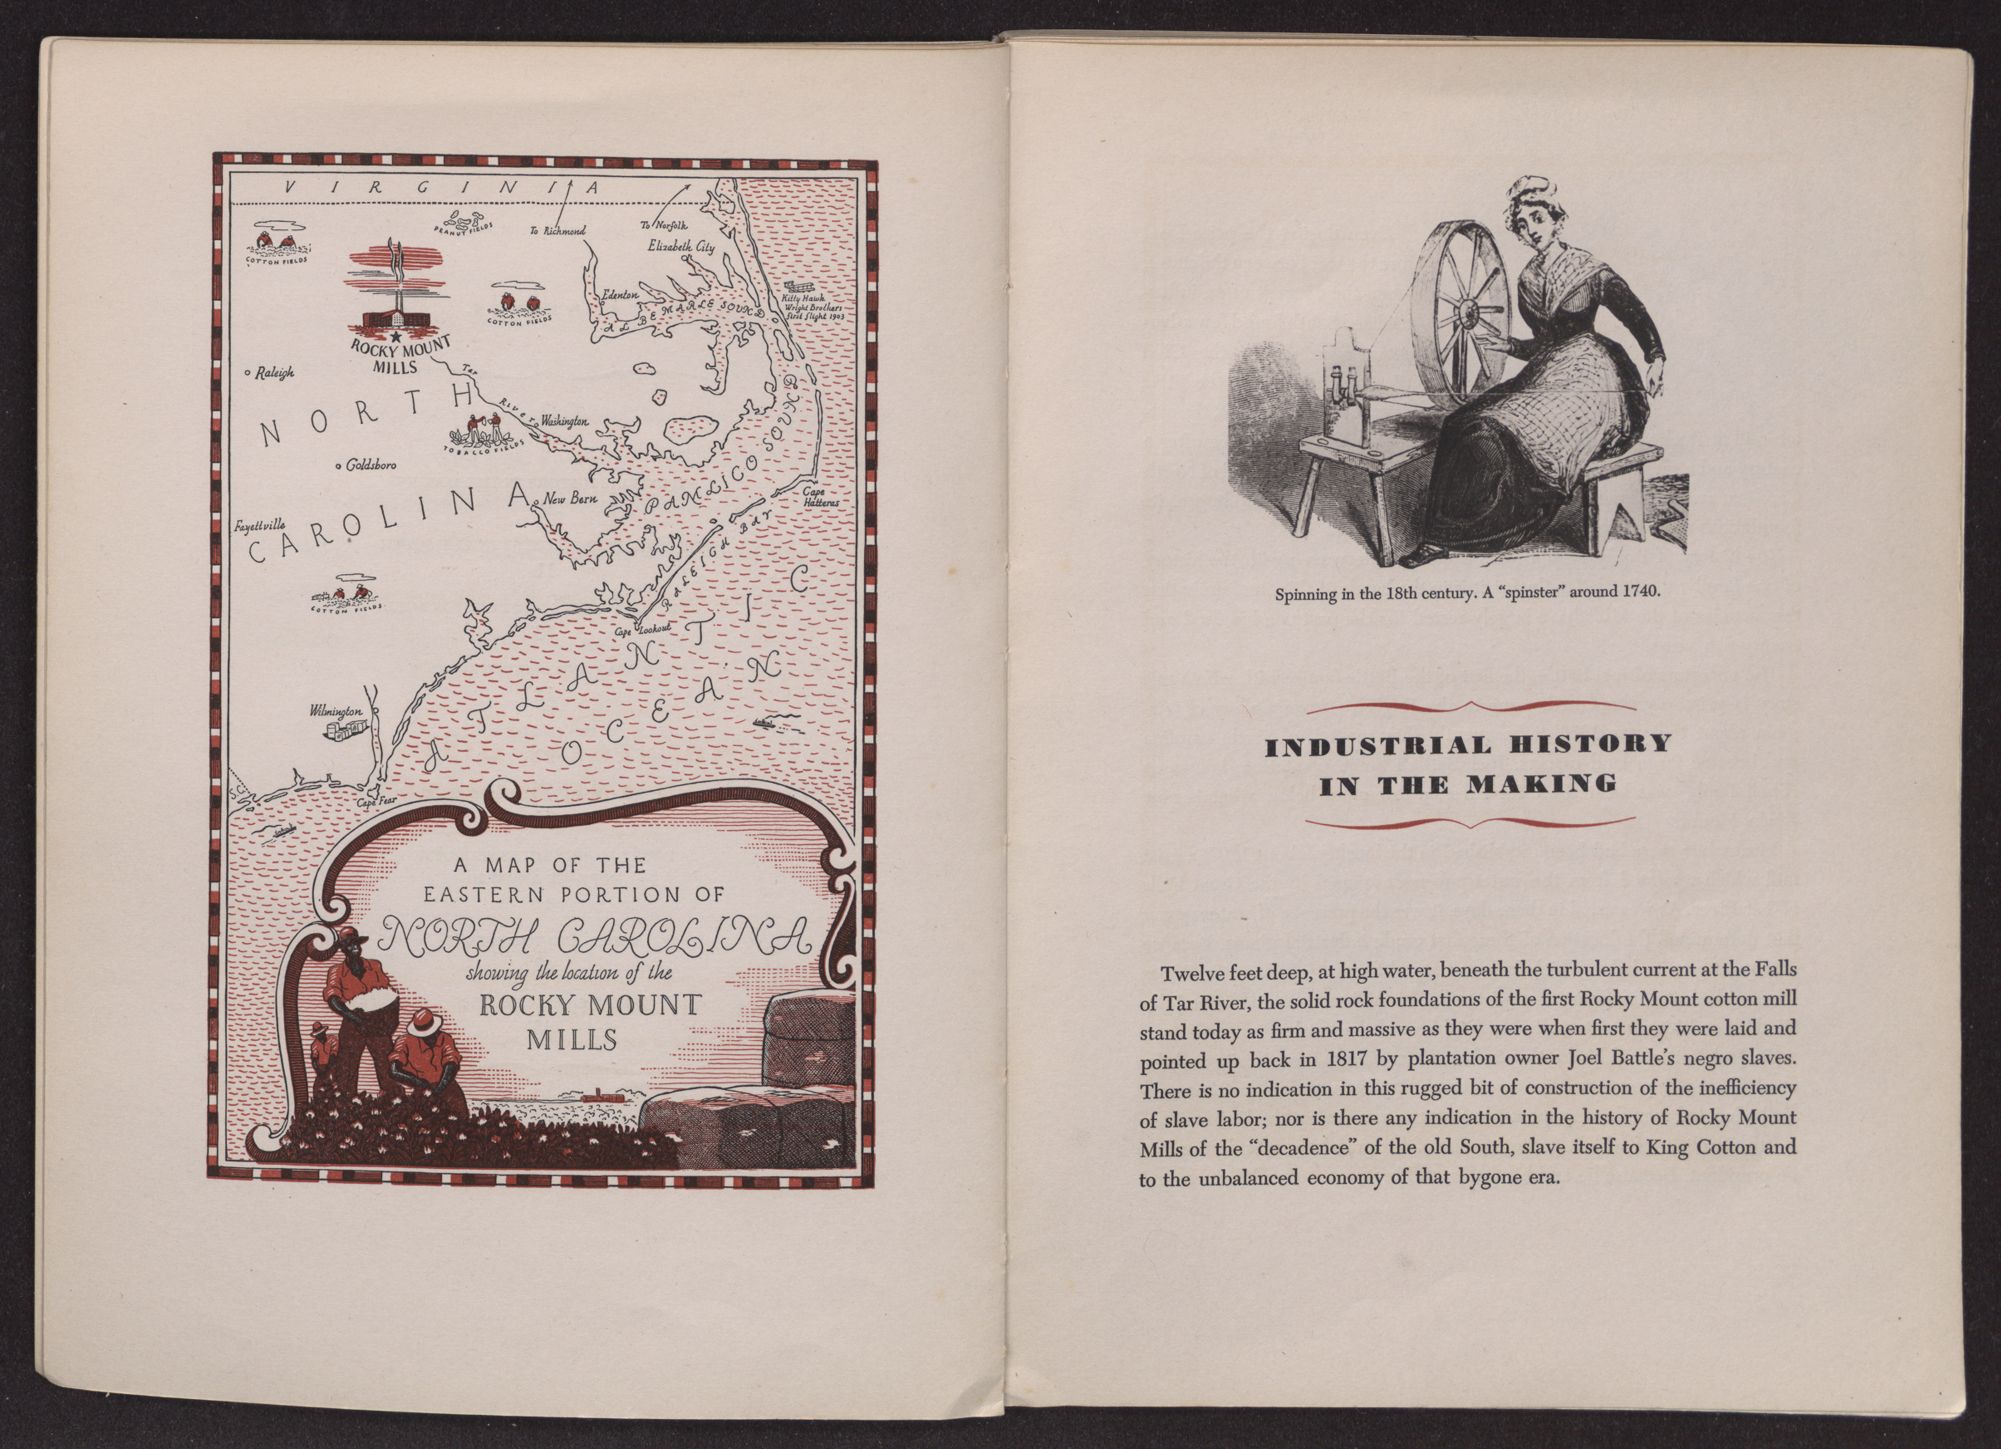 VIRGINIA
To Richmond
To Norfolk
Elizabeth City
PEANUT FIELDS
COTTON FIELDS
COTTON FIELDS
Edenton
ALBEMARLE SOUND
Kitty Hawk
Wright Brothers
first flight 1903
ROCKY MOUNT
MILLS
Raleigh
Tar River
NORTH
CAROLINA
Washington
TOBACCO FIELDS
Goldsboro
PAMLICO SOUND
New Bern
Cape
Hatteras
Fayettville
RALEIGH BAY
COTTON FIELDS
Cape Lookout
ATLANTIC
OCEAN
Wilmington
S.C.
Cape Fear
A MAP OF THE
EASTERN PORTION OF
NORTH CAROLINA
showing the location of the
ROCKY MOUNT
MILLS
Spinning in the 18th century. A “spinster” around 1740.
INDUSTRIAL HISTORY
IN THE MAKING
Twelve feet deep, at high water, beneath the turbulent current at the Falls
of Tar River, the solid rock foundations of the first Rocky Mount cotton mill
stand today as firm and massive as they were when first they were laid and
pointed up back in 1817 by plantation owner Joel Battle’s negro slaves.
There is no indication in this rugged bit of construction of the inefficiency
of slave labor; nor is there any indication in the history of Rocky Mount
Mills of the “decadence” of the old South, slave itself to King Cotton and
to the unbalanced economy of that bygone era.